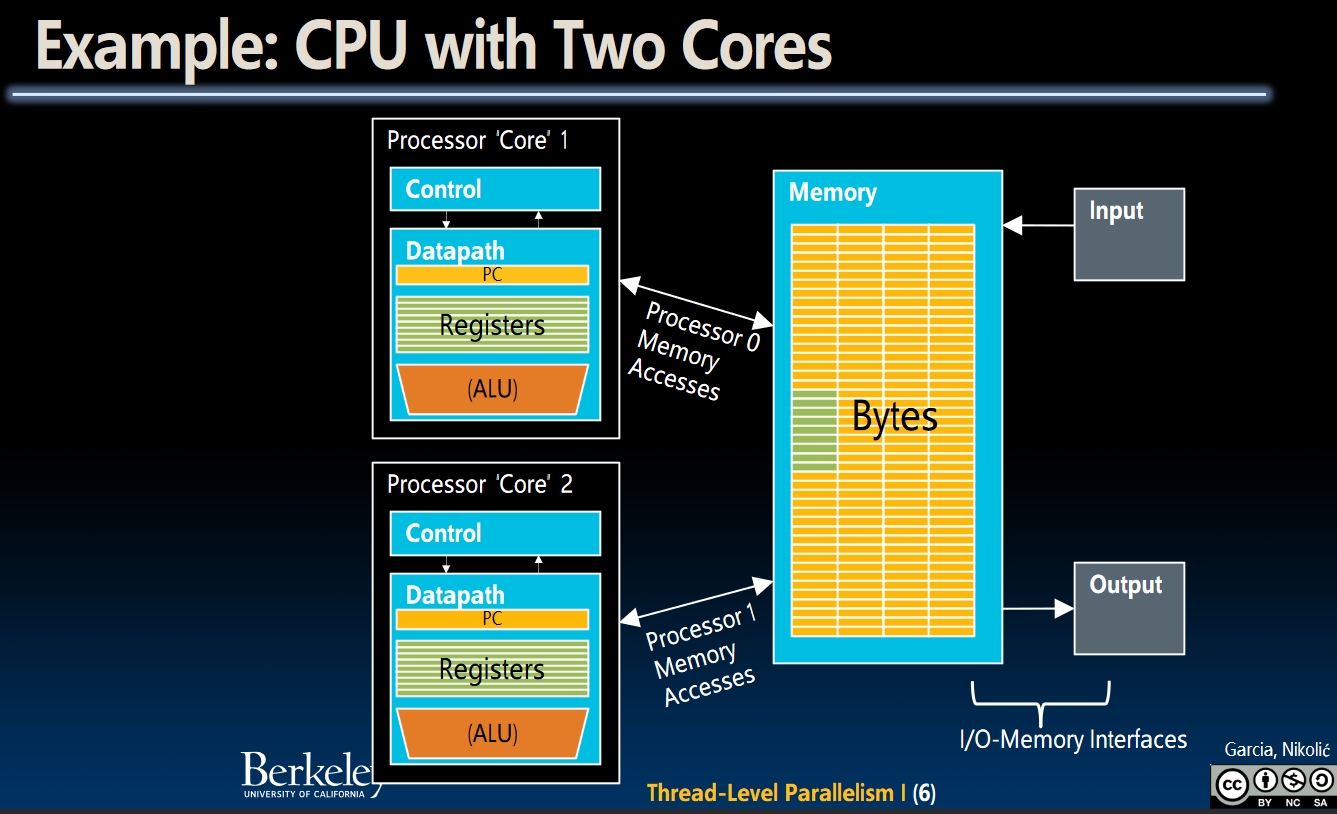 Example: CPU with Two Cores
Processor ‘Core’ 1
Control
Datapath
PC
Registers
(ALU)
Processor 0
Memory
Accesses
Processor ‘Core’ 2
Control
Datapath
PC
Registers
(ALU)
Processor 1
Memory
Accesses
Memory
Bytes
Input
Output
I/O-Memory Interfaces
Berkeley
UNIVERSITY OF CALIFORNIA
Thread-Level Parallelism I (6)
Garcia, Nikolić
cc
BY NC SA